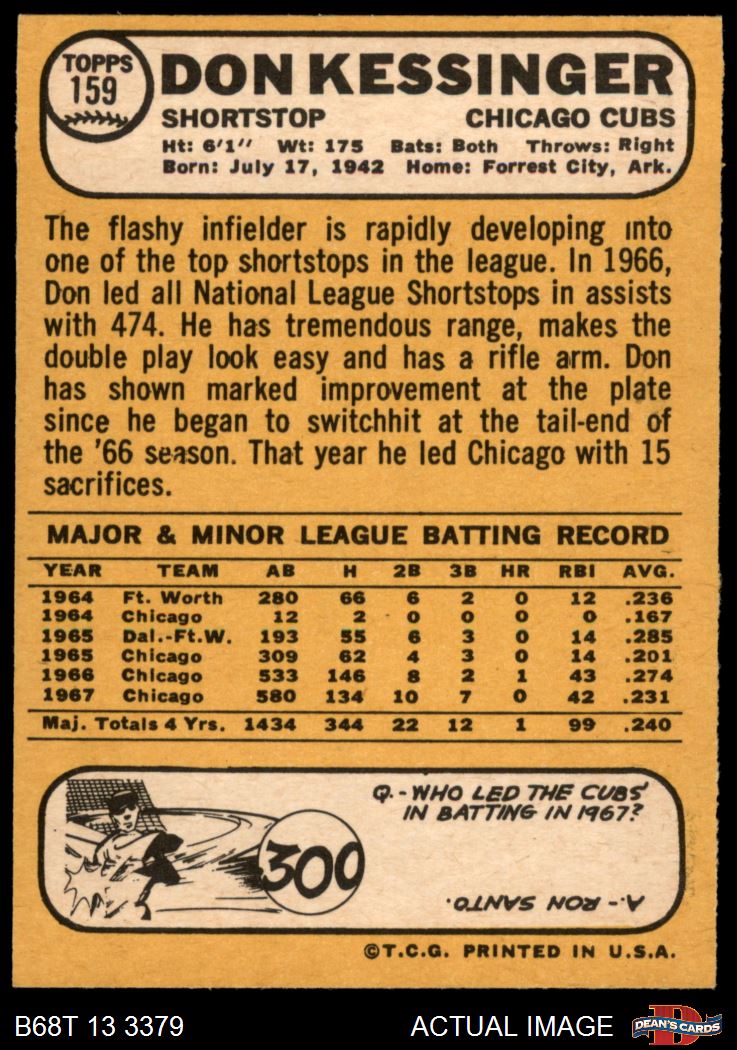 TOPPS
159
DON KESSINGER
SHORTSTOP CHICAGO CUBS
Ht: 6'1" Wt: 175 Bats: Both Throws: Right
Born: July 17, 1942 Home: Forrest City, Ark.
The flashy infielder is rapidly developing into
one of the top shortstops in the league. In 1966,
Don led all National League Shortstops in assists
with 474. He has tremendous range, makes the
double play look easy and has a rifle arm. Don
has shown marked improvement at the plate
since he began to switchhit at the tail-end of
the '66 season. That year he led Chicago with 15
sacrifices.
MAJOR & MINOR LEAGUE BATTING RECORD
YEAR TEAM AB H 2B 3B HR RBI AVG.
1964 Ft. Worth 280 66 6 2 0 12 .236
1964 Chicago 12 2 0 0 0 0 .167
1965 Dal.-Ft.W. 193 55 6 3 0 14 .285
1965 Chicago 309 62 4 3 0 14 .201
1966 Chicago 533 146 8 2 1 43 .274
1967 Chicago 580 134 10 7 0 42 .231
Maj. Totals 4 Yrs. 1434 344 22 12 1 99 .240
Q.-WHO LED THE CUBS'
IN BATTING IN 1967?
300
A.- RON SANTO.
©T.C.G. PRINTED IN U.S.A.
B68T 13 3379 ACTUAL IMAGE DEAN'S CARDS